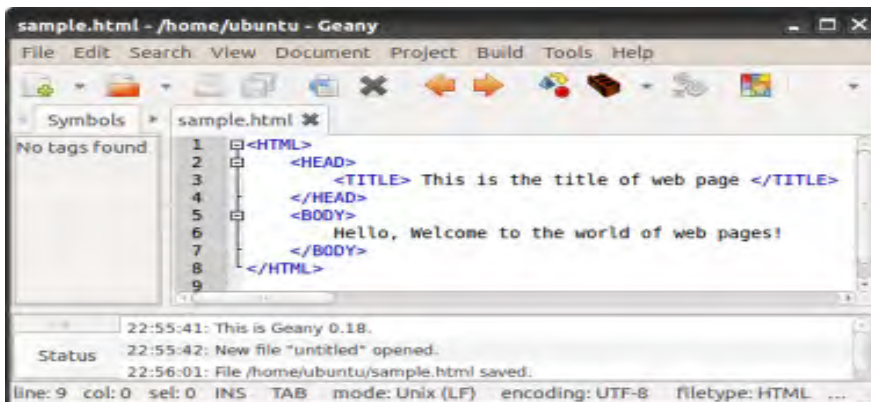 sample.html - /home/ubuntu - Geany
File Edit Search View Document Project Build Tools Help
Symbols sample.html
No tags found
1 <HTML>
2 <HEAD>
3 <TITLE> This is the title of web page </TITLE>
4 </HEAD>
5 <BODY>
6 Hello, Welcome to the world of web pages!
7 </BODY>
8 </HTML>
9
22:55:41: This is Geany 0.18.
Status 22:55:42: New file "untitled" opened.
22:56:01: File /home/ubuntu/sample.html saved.
line: 9 col: 0 sel: 0 INS TAB mode: Unix (LF) encoding: UTF-8 filetype: HTML ...